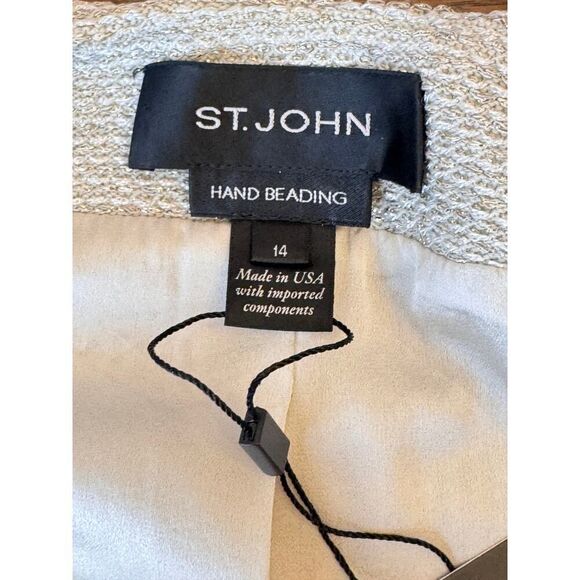 ST. JOHN
HAND BEADING
14
Made in USA
with imported
components